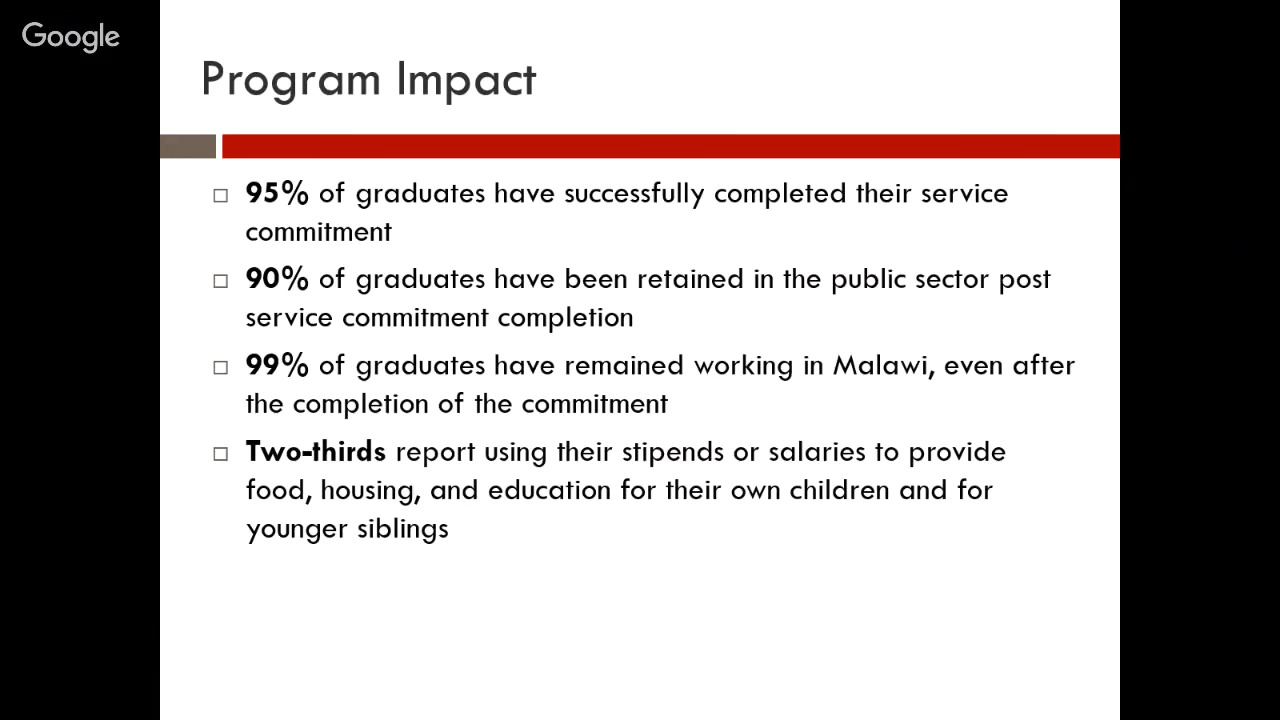 Google
Program Impact
95% of graduates have successfully completed their service
commitment
90% of graduates have been retained in the public sector post
service commitment completion
99% of graduates have remained working in Malawi, even after
the completion of the commitment
Two-thirds report using their stipends or salaries to provide
food, housing, and education for their own children and for
younger siblings